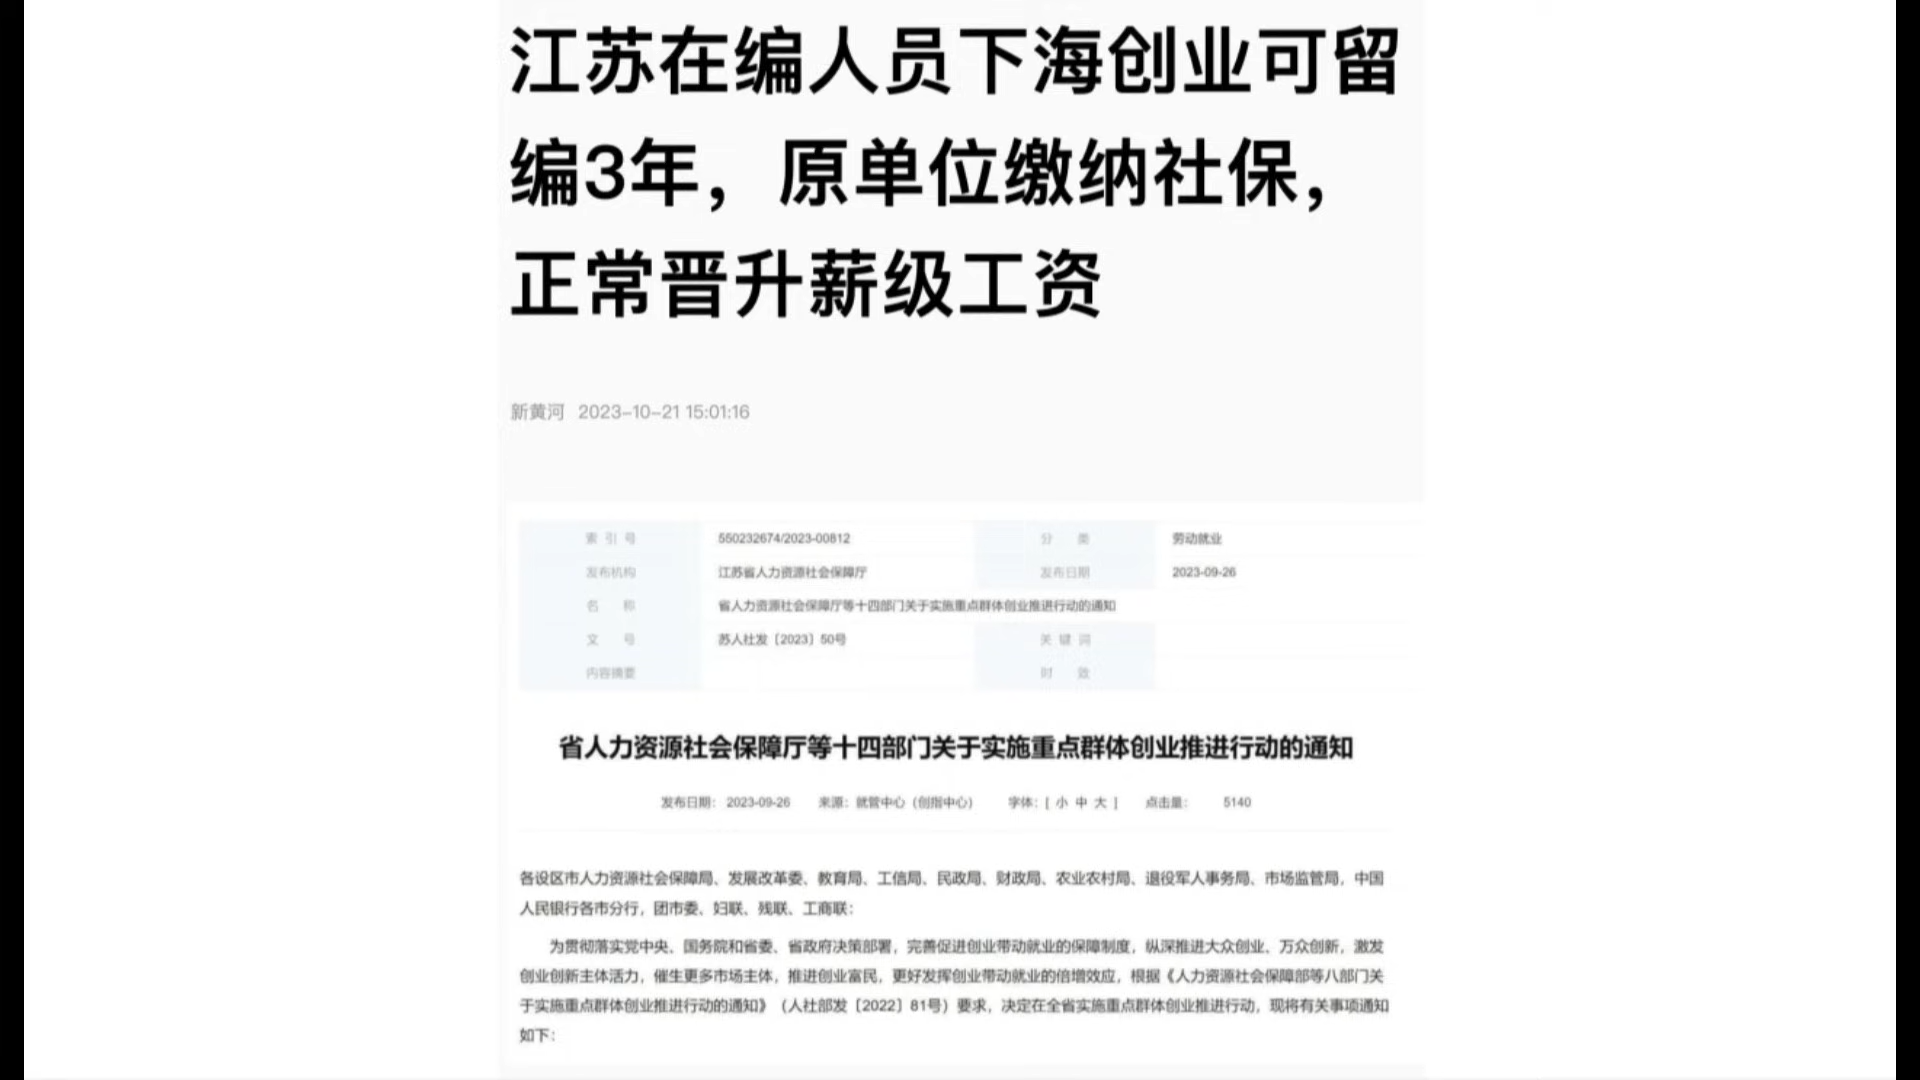 江苏在编人员下海创业可留
编3年，原单位缴纳社保，
正常晋升薪级工资
新黄河 2023-10-21 15:01:16
索引号 550232674/2023-00812 分类 劳动就业
发布机构 江苏省人力资源社会保障厅 发布日期 2023-09-26
名称 省人力资源社会保障厅等十四部门关于实施重点群体创业推进行动的通知
文号 苏人社发〔2023〕50号 关键词
内容摘要 时效
省人力资源社会保障厅等十四部门关于实施重点群体创业推进行动的通知
发布日期： 2023-09-26 来源：就管中心（创指中心） 字体：[ 小 中 大 ] 点击量： 5140
各设区市人力资源社会保障局、发展改革委、教育局、工信局、民政局、财政局、农业农村局、退役军人事务局、市场监管局，中国
人民银行各市分行，团市委、妇联、残联、工商联：
为贯彻落实党中央、国务院和省委、省政府决策部署，完善促进创业带动就业的保障制度，纵深推进大众创业、万众创新，激发
创业创新主体活力，催生更多市场主体，推进创业富民，更好发挥创业带动就业的倍增效应，根据《人力资源社会保障部等八部门关
于实施重点群体创业推进行动的通知》（人社部发〔2022〕81号）要求，决定在全省实施重点群体创业推进行动，现将有关事项通知
如下：